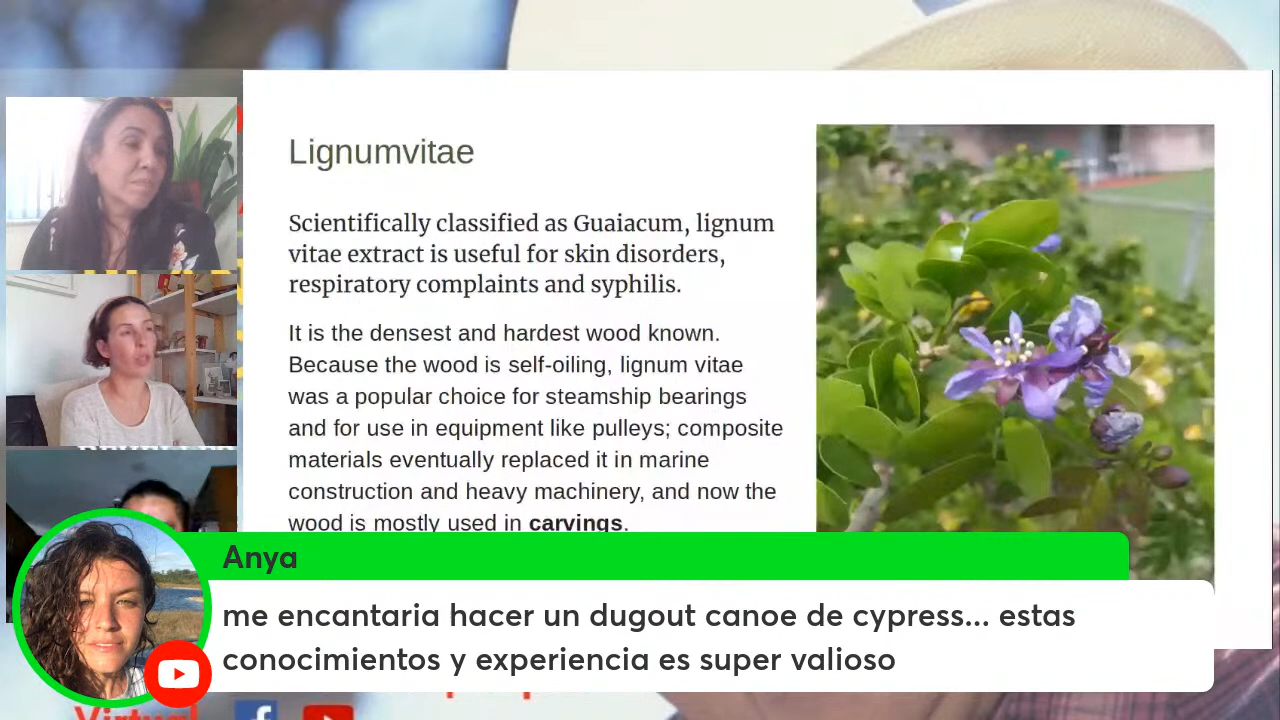 Lignumvitae
Scientifically classified as Guaiacum, lignum
vitae extract is useful for skin disorders,
respiratory complaints and syphilis.
It is the densest and hardest wood known.
Because the wood is self-oiling, lignum vitae
was a popular choice for steamship bearings
and for use in equipment like pulleys; composite
materials eventually replaced it in marine
construction and heavy machinery, and now the
wood is mostly used in carvings.
Anya
me encantaria hacer un dugout canoe de cypress... estas
conocimientos y experiencia es super valioso
Virtual